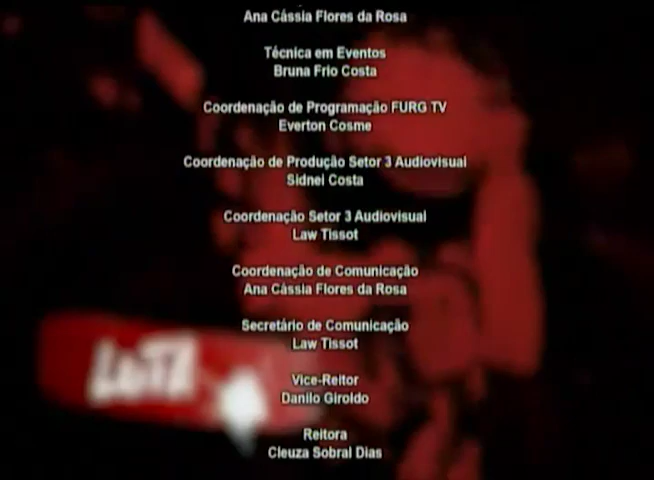 Ana Cássia Flores da Rosa
Técnica em Eventos
Bruna Frio Costa
Coordenação de Programação FURG TV
Everton Cosme
Coordenação de Produção Setor 3 Audiovisual
Sidnei Costa
Coordenação Setor 3 Audiovisual
Law Tissot
Coordenação de Comunicação
Ana Cássia Flores da Rosa
Secretário de Comunicação
Law Tissot
Vice-Reitor
Danilo Giroldo
Reitora
Cleuza Sobral Dias